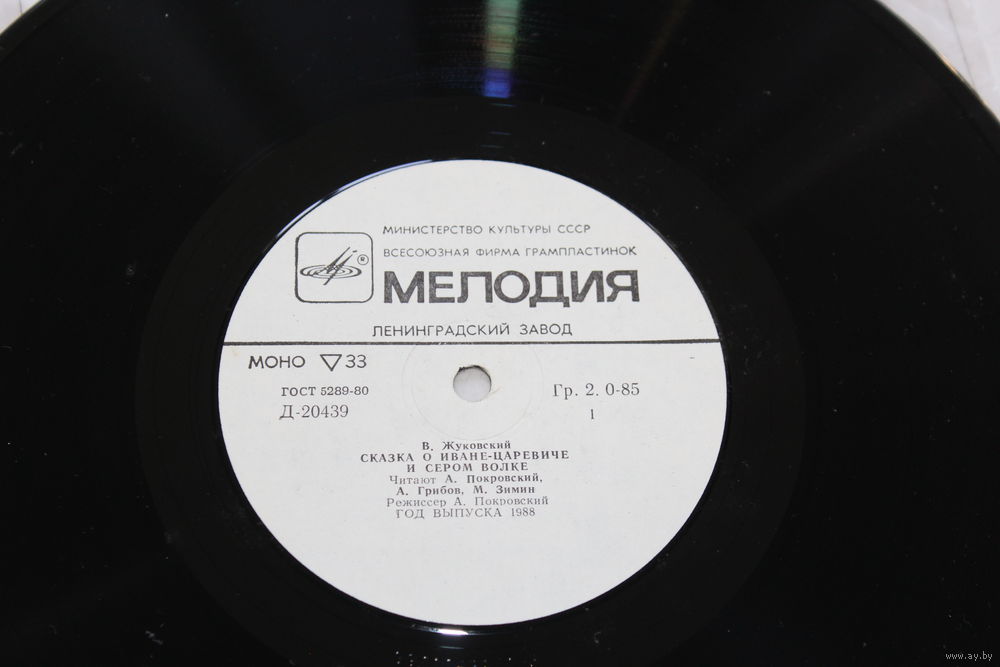 МИНИСТЕРСТВО КУЛЬТУРЫ СССР
ВСЕСОЮЗНАЯ ФИРМА ГРАМПЛАСТИНОК
®
МЕЛОДИЯ
ЛЕНИНГРАДСКИЙ ЗАВОД
МОНО ▽ 33
ГОСТ 5289-80
Д-20439
Гр. 2. 0-85
1
В. Жуковский
СКАЗКА О ИВАНЕ-ЦАРЕВИЧЕ
И СЕРОМ ВОЛКЕ
Читают А. Покровский,
А. Грибов, М. Зимин
Режиссер А. Покровский
ГОД ВЫПУСКА 1988
www.ay.by